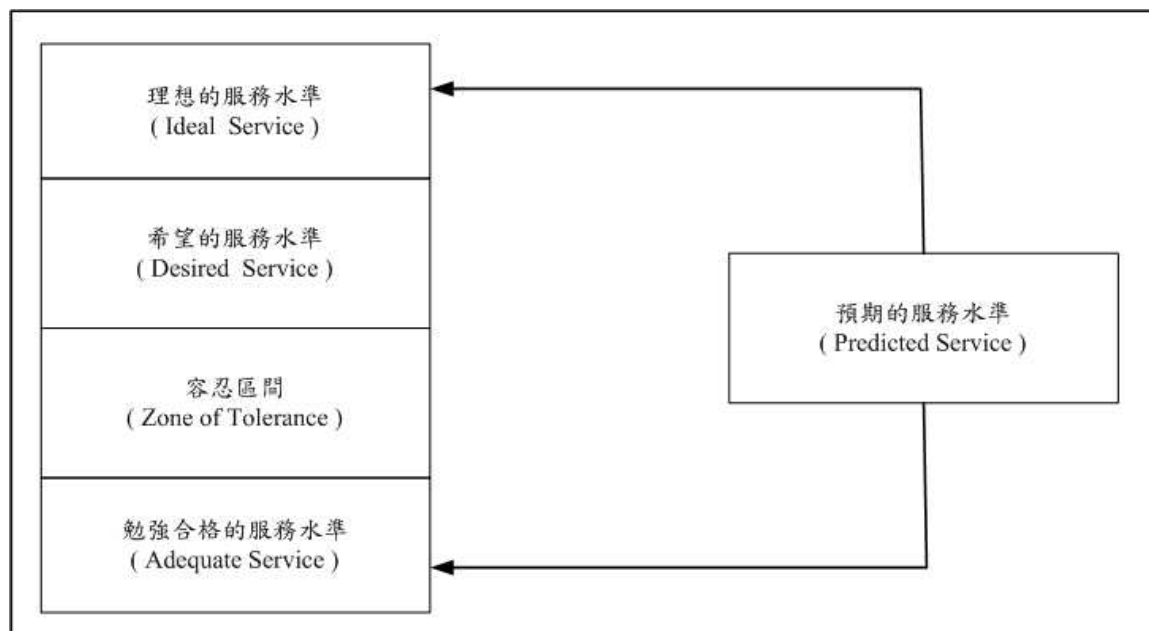 理想的服務水準
( Ideal Service )
希望的服務水準
( Desired Service )
容忍區間
( Zone of Tolerance )
勉強合格的服務水準
( Adequate Service )
預期的服務水準
( Predicted Service )